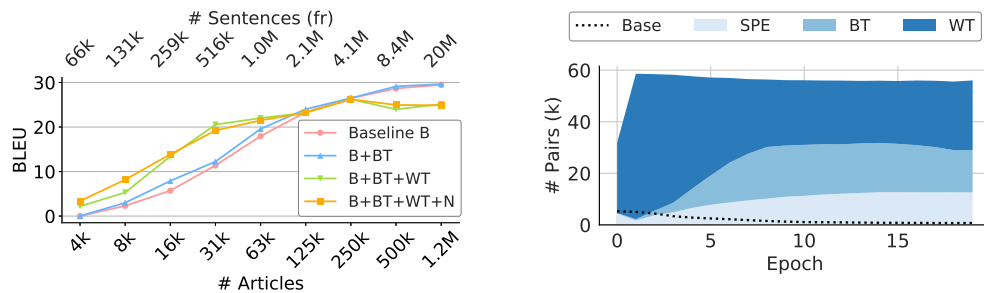 # Sentences (fr)
66k 131k 259k 516k 1.0M 2.1M 4.1M 8.4M 20M
30
20
10
0
BLEU
Baseline B
B+BT
B+BT+WT
B+BT+WT+N
4k 8k 16k 31k 63k 125k 250k 500k 1.2M
# Articles
Base SPE BT WT
60
40
20
0
# Pairs (k)
0 5 10 15
Epoch